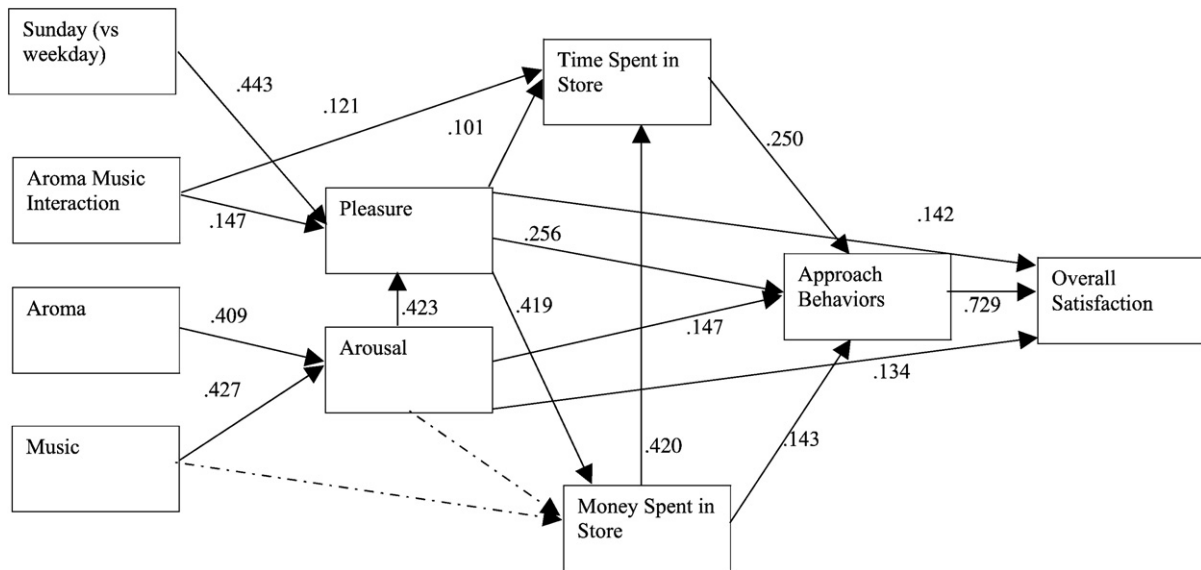 Sunday (vs
weekday)
Time Spent in
Store
.443
.121
.101
.250
Aroma Music
Interaction
.147
Pleasure
.142
.256
Approach
Behaviors
Overall
Satisfaction
.729
Aroma
.409
.423
.419
.147
Arousal
.134
.427
Music
.420
.143
Money Spent in
Store